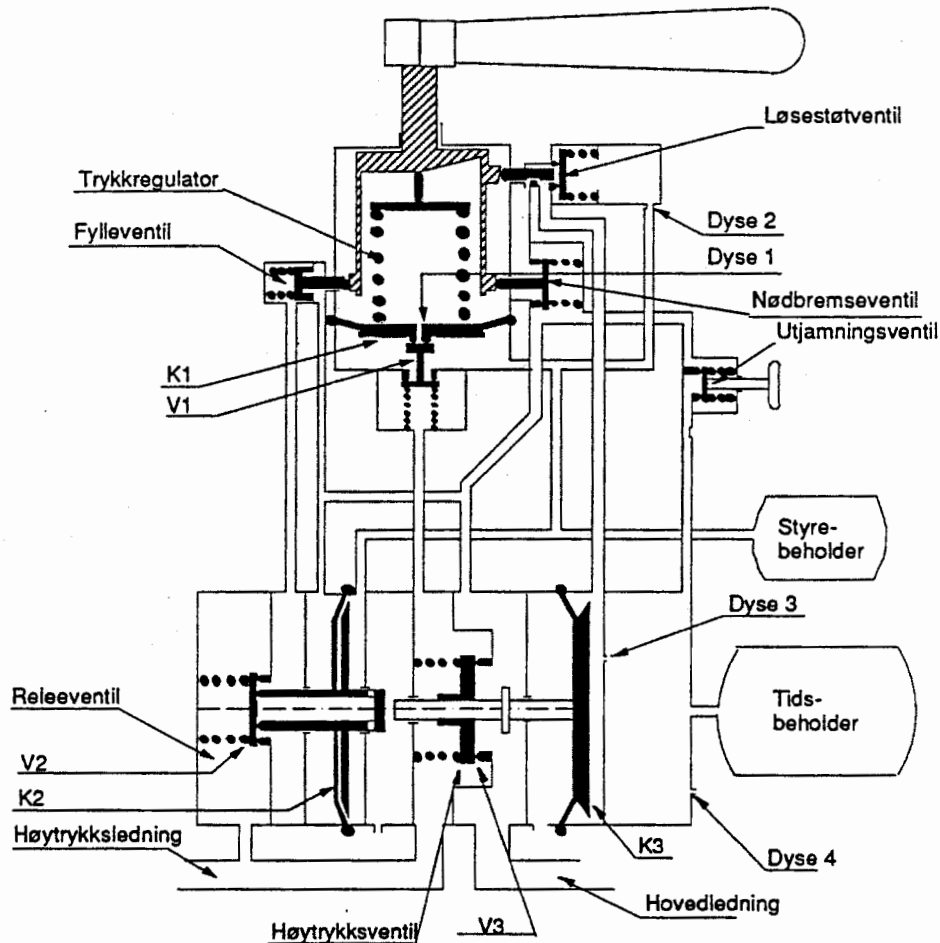 Løsestøtventil
Trykkregulator
Fylleventil
Dyse 2
Dyse 1
Nødbremseventil
Utjamningsventil
K1
V1
Styre-
beholder
Dyse 3
Releeventil
Tids-
beholder
V2
K2
Høytrykksledning
K3
Dyse 4
Hovedledning
Høytrykksventil
V3